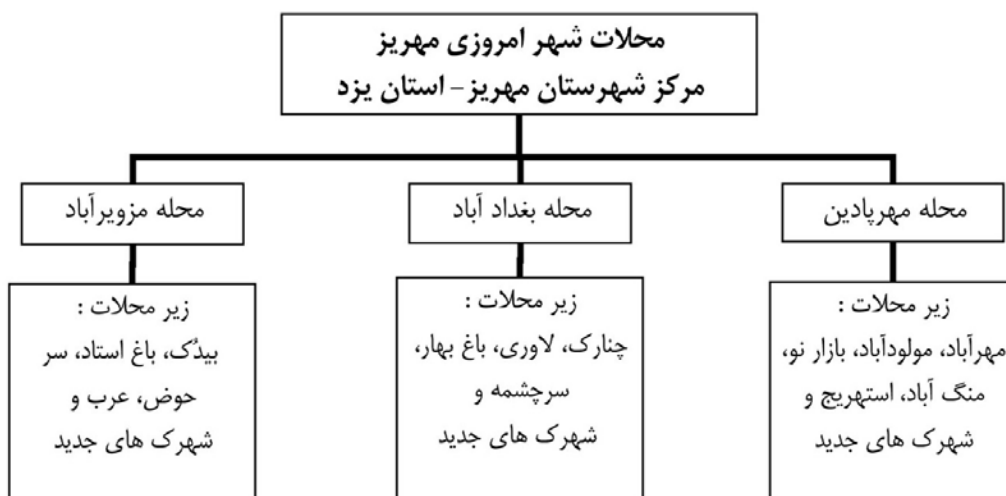 محلات شهر امروزی مهریز
مرکز شهرستان مهریز – استان یزد
محله مهرپادین
محله بغداد آباد
محله مزویرآباد
زیر محلات :
مهرآباد، مولودآباد، بازار نو،
منگ آباد، استهریج و
شهرک های جدید
زیر محلات :
چنارک، لاوری، باغ بهار،
سرچشمه و
شهرک های جدید
زیر محلات :
بیدُک، باغ استاد، سر
حوض، عرب و
شهرک های جدید